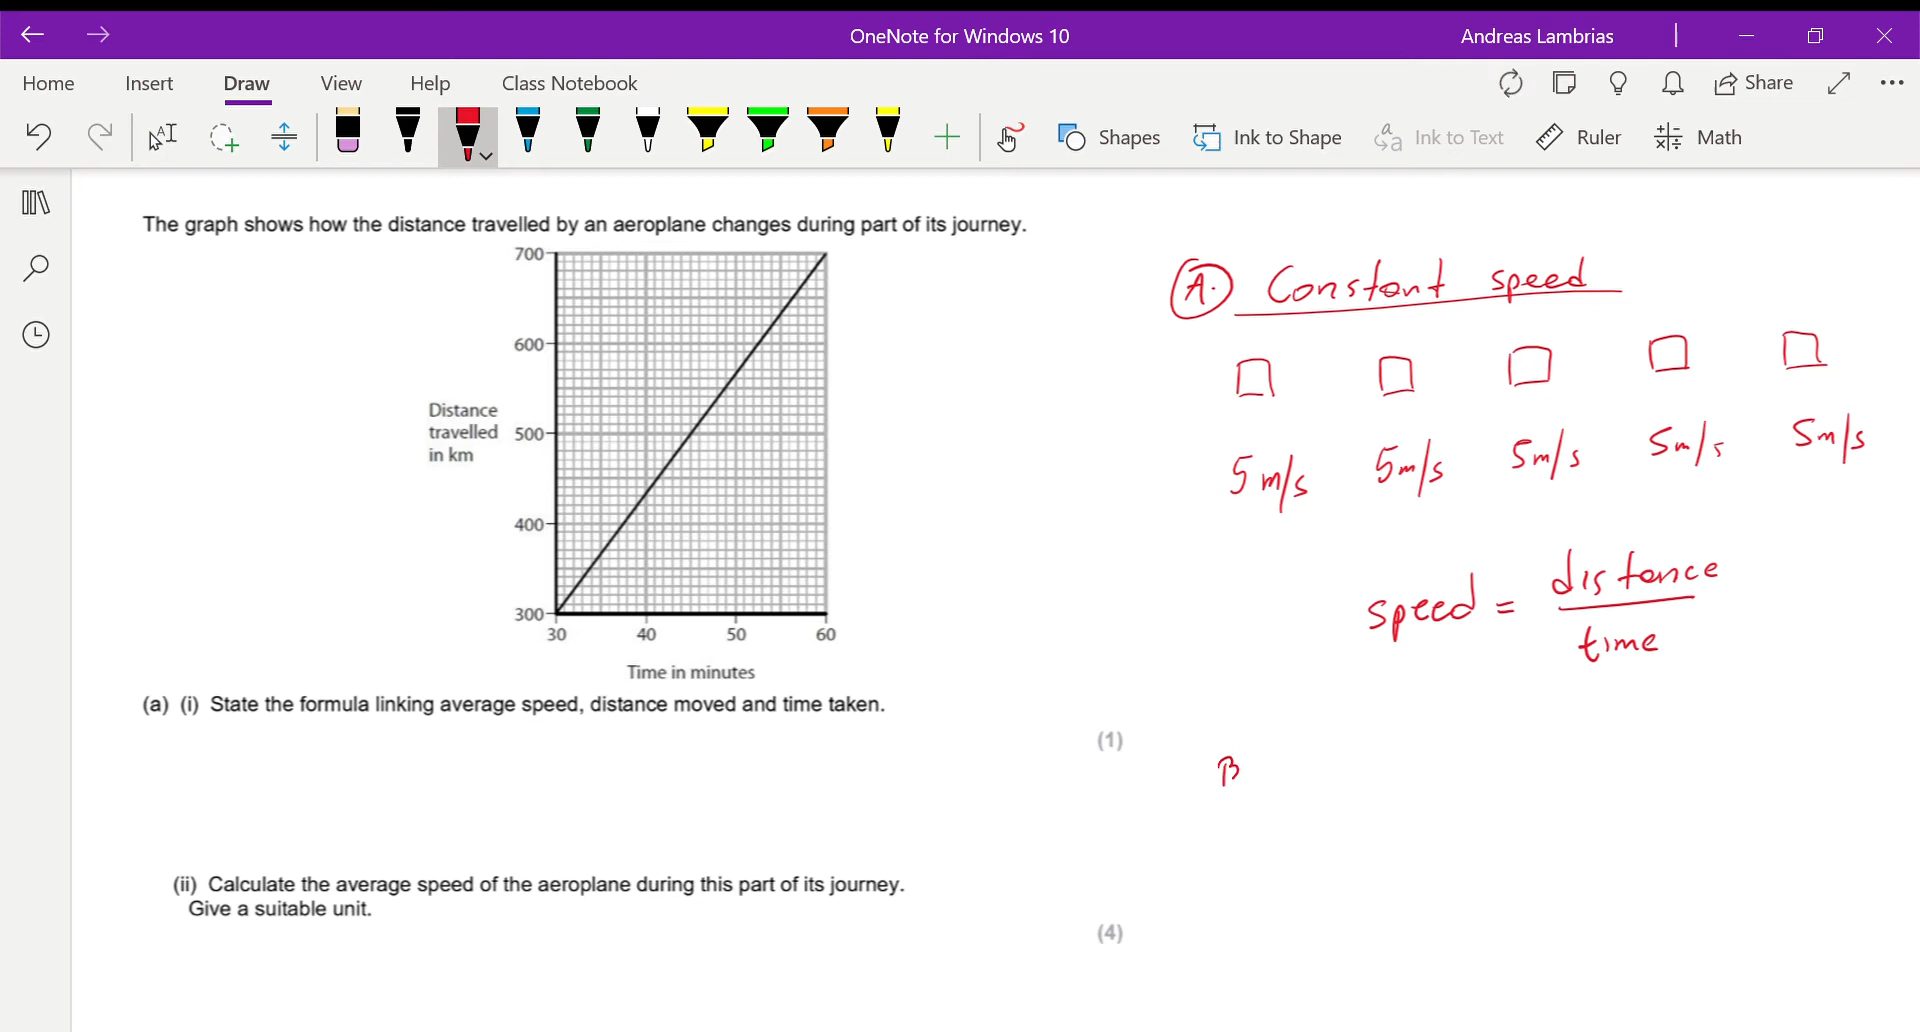 OneNote for Windows 10
Andreas Lambrias
Home Insert Draw View Help Class Notebook
Share
Shapes Ink to Shape Ink to Text Ruler Math
The graph shows how the distance travelled by an aeroplane changes during part of its journey.
700
600
500
400
300
Distance
travelled
in km
30 40 50 60
Time in minutes
(a) (i) State the formula linking average speed, distance moved and time taken.
(1)
(ii) Calculate the average speed of the aeroplane during this part of its journey.
Give a suitable unit.
(4)
A. Constant speed
5 m/s 5 m/s 5 m/s 5 m/s 5 m/s
speed = distance
time
B